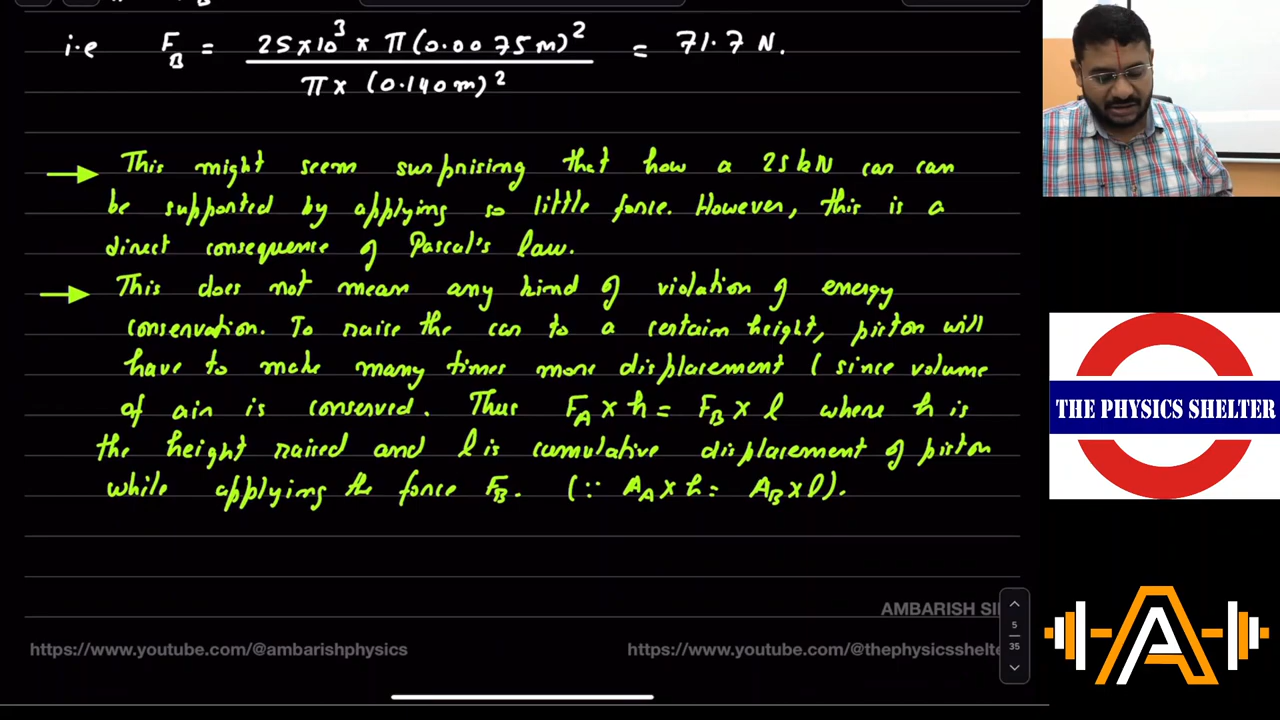 i.e F_B = 25×10³ × π(0.0075m)² / π× (0.140m)² = 71.7 N.
→ This might seem surprising that how a 25kN car can
be supported by applying so little force. However, this is a
direct consequence of Pascal's law.
→ This does not mean any kind of violation of energy
conservation. To raise the car to a certain height, piston will
have to make many times more displacement (since volume
of air is conserved. Thus F_A × h = F_B × l where h is
the height raised and l is cumulative displacement of piston
while applying the force F_B. (∵ A_A × h = A_B × l).
THE PHYSICS SHELTER
AMBARISH SI
5
35
https://www.youtube.com/@ambarishphysics
https://www.youtube.com/@thephysicsshelte